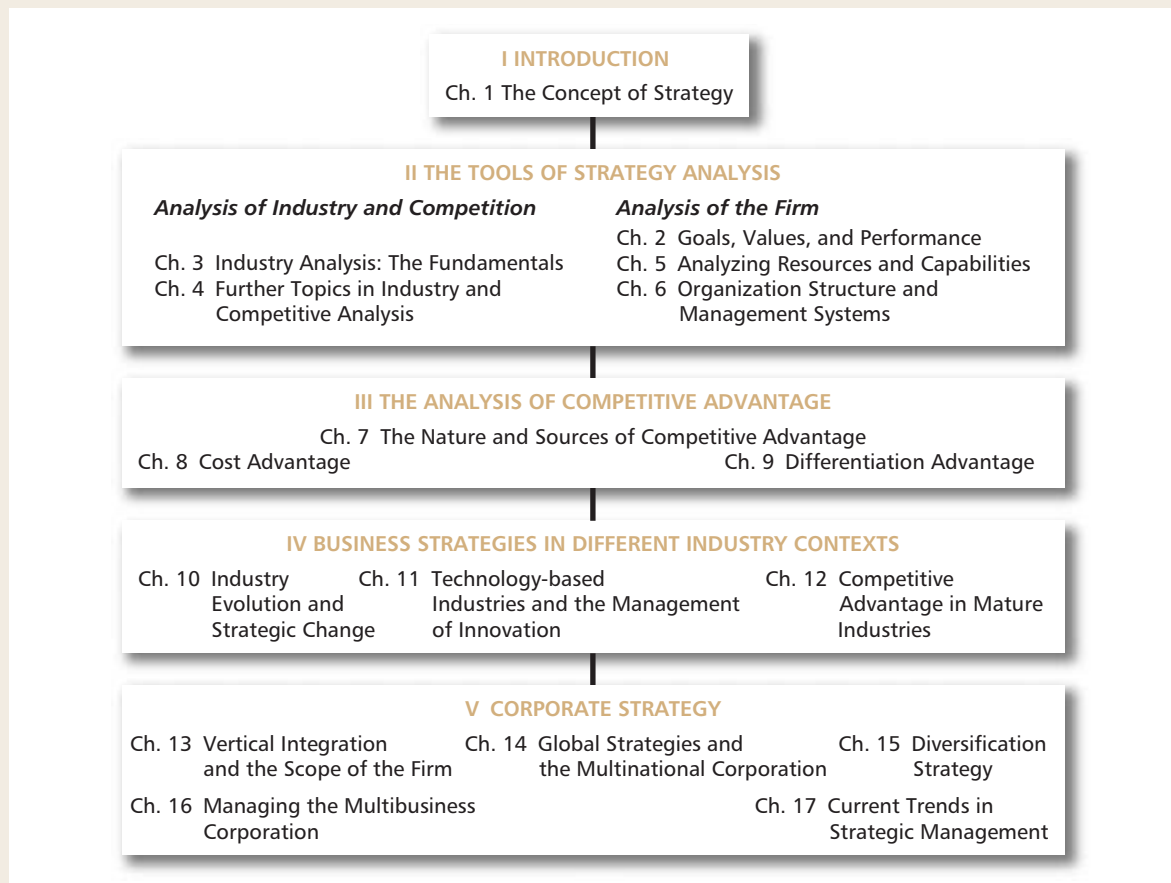 I INTRODUCTION
Ch. 1 The Concept of Strategy
II THE TOOLS OF STRATEGY ANALYSIS
Analysis of Industry and Competition
Ch. 3 Industry Analysis: The Fundamentals
Ch. 4 Further Topics in Industry and
Competitive Analysis
Analysis of the Firm
Ch. 2 Goals, Values, and Performance
Ch. 5 Analyzing Resources and Capabilities
Ch. 6 Organization Structure and
Management Systems
III THE ANALYSIS OF COMPETITIVE ADVANTAGE
Ch. 7 The Nature and Sources of Competitive Advantage
Ch. 8 Cost Advantage
Ch. 9 Differentiation Advantage
IV BUSINESS STRATEGIES IN DIFFERENT INDUSTRY CONTEXTS
Ch. 10 Industry
Evolution and
Strategic Change
Ch. 11 Technology-based
Industries and the Management
of Innovation
Ch. 12 Competitive
Advantage in Mature
Industries
V CORPORATE STRATEGY
Ch. 13 Vertical Integration
and the Scope of the Firm
Ch. 14 Global Strategies and
the Multinational Corporation
Ch. 15 Diversification
Strategy
Ch. 16 Managing the Multibusiness
Corporation
Ch. 17 Current Trends in
Strategic Management